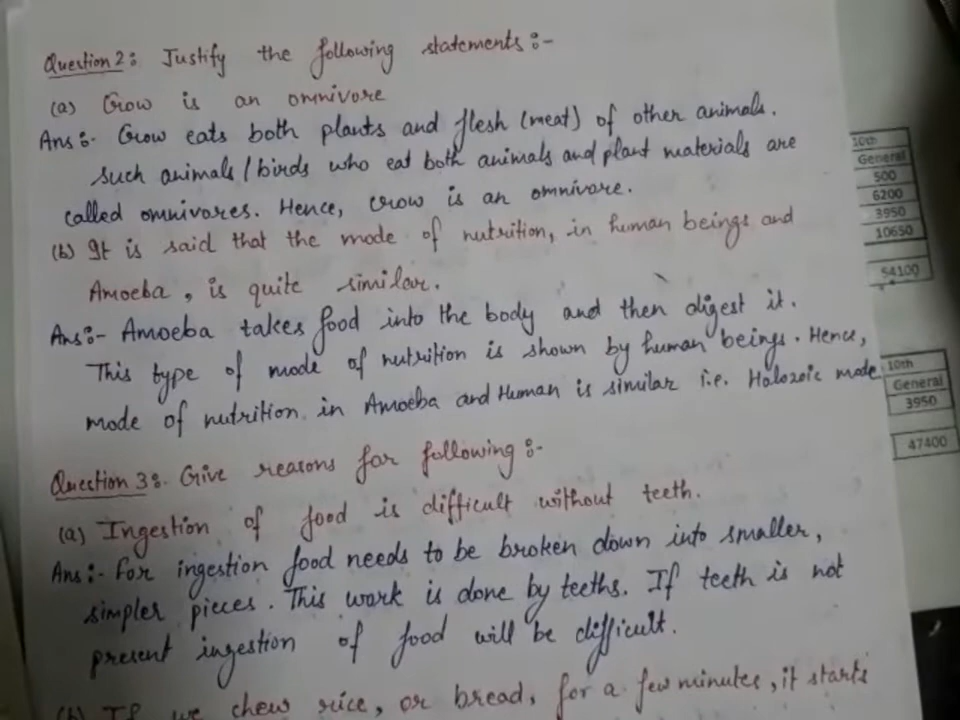 Question 2: Justify the following statements :-
(a) Crow is an omnivore
Ans :- Crow eats both plants and flesh (meat) of other animals.
such animals / birds who eat both animals and plant materials are
called omnivores. Hence, crow is an omnivore.
(b) It is said that the mode of nutrition, in human beings and
Amoeba, is quite similar.
Ans:- Amoeba takes food into the body and then digest it.
This type of mode of nutrition is shown by human beings. Hence,
mode of nutrition in Amoeba and Human is similar i.e. Holozoic mode
Question 3:- Give reasons for following :-
(a) Ingestion of food is difficult without teeth.
Ans :- For ingestion food needs to be broken down into smaller,
simpler pieces. This work is done by teeths. If teeth is not
present ingestion of food will be difficult.
(b) If we chew rice, or bread, for a few minutes, it starts
10th
General
500
6200
3950
10650
54100
10th
General
3950
47400